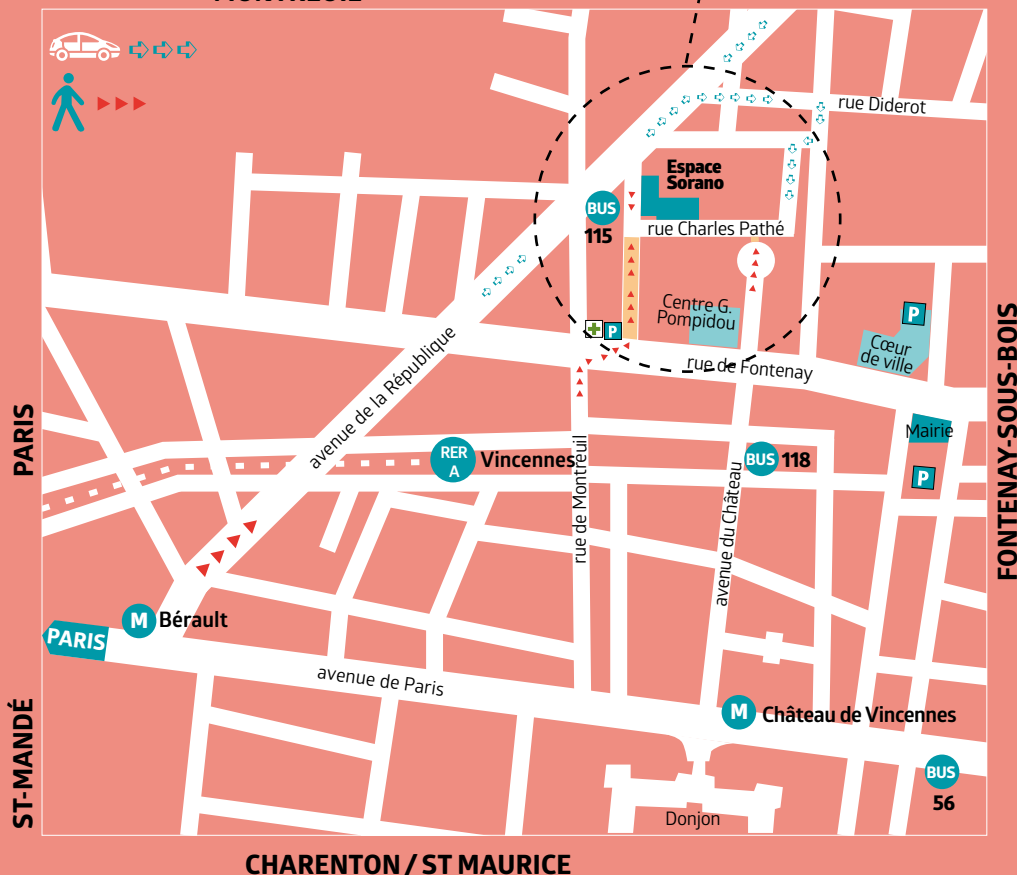 MONTREUIL
rue Diderot
Espace
Sorano
BUS
115
rue Charles Pathé
Centre G.
Pompidou
P
P
Cœur
de ville
rue de Fontenay
avenue de la République
PARIS
FONTENAY-SOUS-BOIS
Mairie
P
RER
A
Vincennes
BUS
118
rue de Montreuil
avenue du Château
M
Bérault
PARIS
avenue de Paris
M
Château de Vincennes
ST-MANDÉ
BUS
56
Donjon
CHARENTON / ST MAURICE